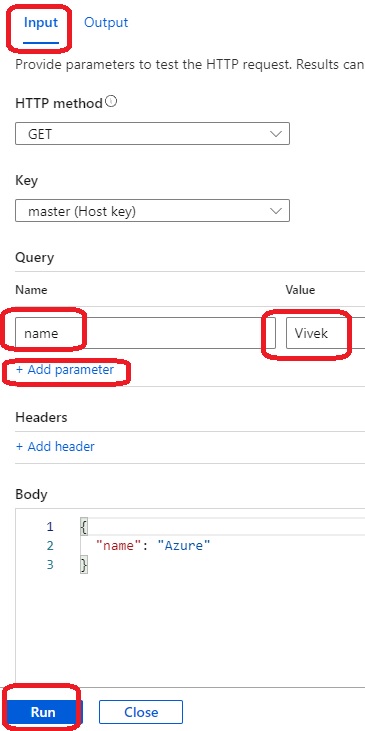 Input Output
Provide parameters to test the HTTP request. Results can
HTTP method
GET
Key
master (Host key)
Query
Name Value
name Vivek
+ Add parameter
Headers
+ Add header
Body
1 {
2 "name": "Azure"
3 }
Run Close